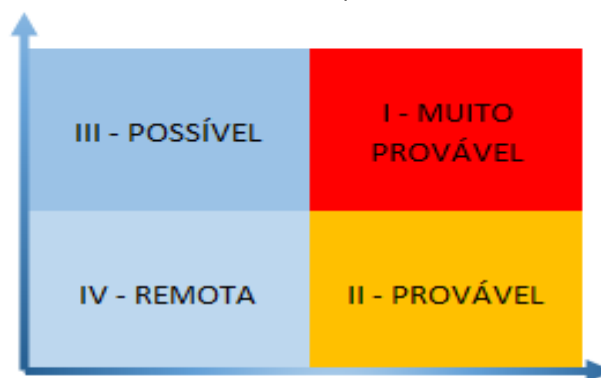 III - POSSÍVEL
I - MUITO
PROVÁVEL
IV - REMOTA
II - PROVÁVEL